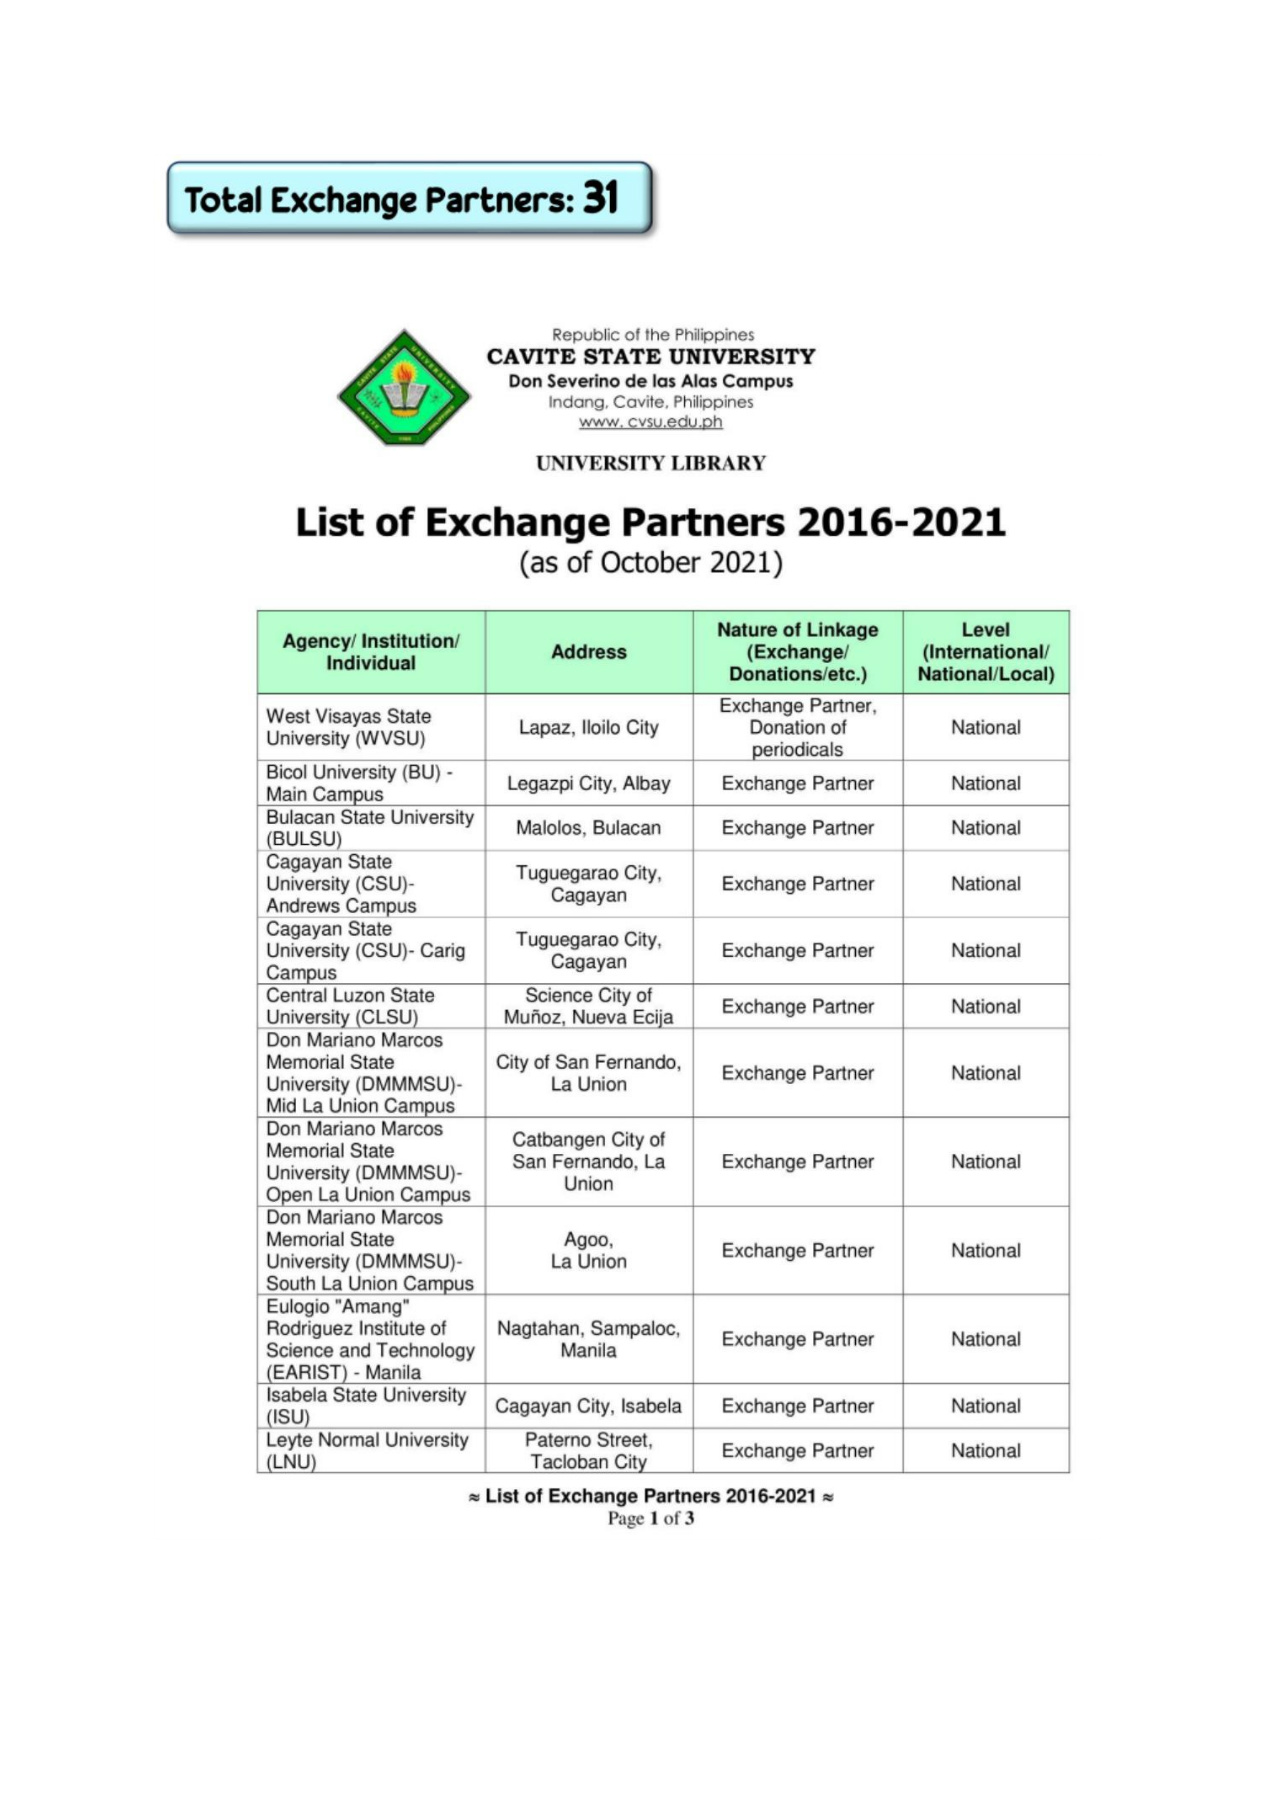 Total Exchange Partners: 31
Republic of the Philippines
CAVITE STATE UNIVERSITY
Don Severino de las Alas Campus
Indang, Cavite, Philippines
www. cvsu.edu.ph
UNIVERSITY LIBRARY
List of Exchange Partners 2016-2021
(as of October 2021)
Agency/ Institution/
Individual
Address
Nature of Linkage
(Exchange/
Donations/etc.)
Level
(International/
National/Local)
West Visayas State
University (WVSU)
Lapaz, Iloilo City
Exchange Partner,
Donation of
periodicals
National
Bicol University (BU) -
Main Campus
Legazpi City, Albay
Exchange Partner
National
Bulacan State University
(BULSU)
Malolos, Bulacan
Exchange Partner
National
Cagayan State
University (CSU)-
Andrews Campus
Tuguegarao City,
Cagayan
Exchange Partner
National
Cagayan State
University (CSU)- Carig
Campus
Tuguegarao City,
Cagayan
Exchange Partner
National
Central Luzon State
University (CLSU)
Science City of
Muñoz, Nueva Ecija
Exchange Partner
National
Don Mariano Marcos
Memorial State
University (DMMMSU)-
Mid La Union Campus
City of San Fernando,
La Union
Exchange Partner
National
Don Mariano Marcos
Memorial State
University (DMMMSU)-
Open La Union Campus
Catbangen City of
San Fernando, La
Union
Exchange Partner
National
Don Mariano Marcos
Memorial State
University (DMMMSU)-
South La Union Campus
Agoo,
La Union
Exchange Partner
National
Eulogio "Amang"
Rodriguez Institute of
Science and Technology
(EARIST) - Manila
Nagtahan, Sampaloc,
Manila
Exchange Partner
National
Isabela State University
(ISU)
Cagayan City, Isabela
Exchange Partner
National
Leyte Normal University
(LNU)
Paterno Street,
Tacloban City
Exchange Partner
National
≈ List of Exchange Partners 2016-2021 ≈
Page 1 of 3